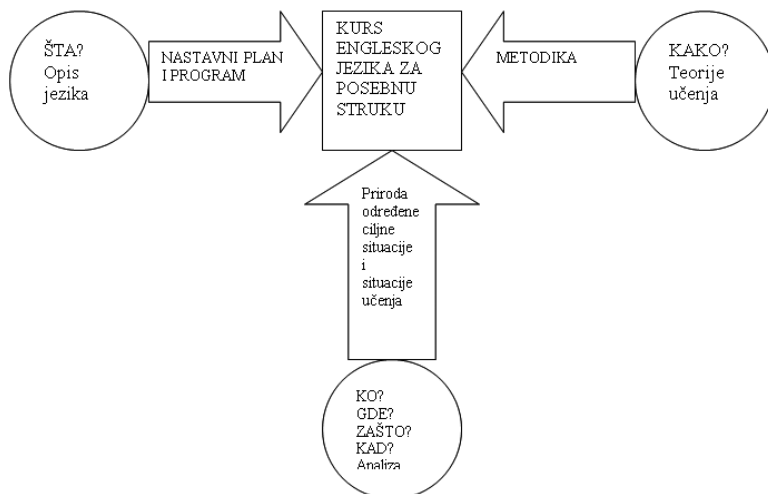 ŠTA?
Opis
jezika
NASTAVNI PLAN
I PROGRAM
KURS
ENGLESKOG
JEZIKA ZA
POSEBNU
STRUKU
METODIKA
KAKO?
Teorije
učenja
Priroda
određene
ciljne
situacije
i
situacije
učenja
KO?
GDE?
ZAŠTO?
KAD?
Analiza